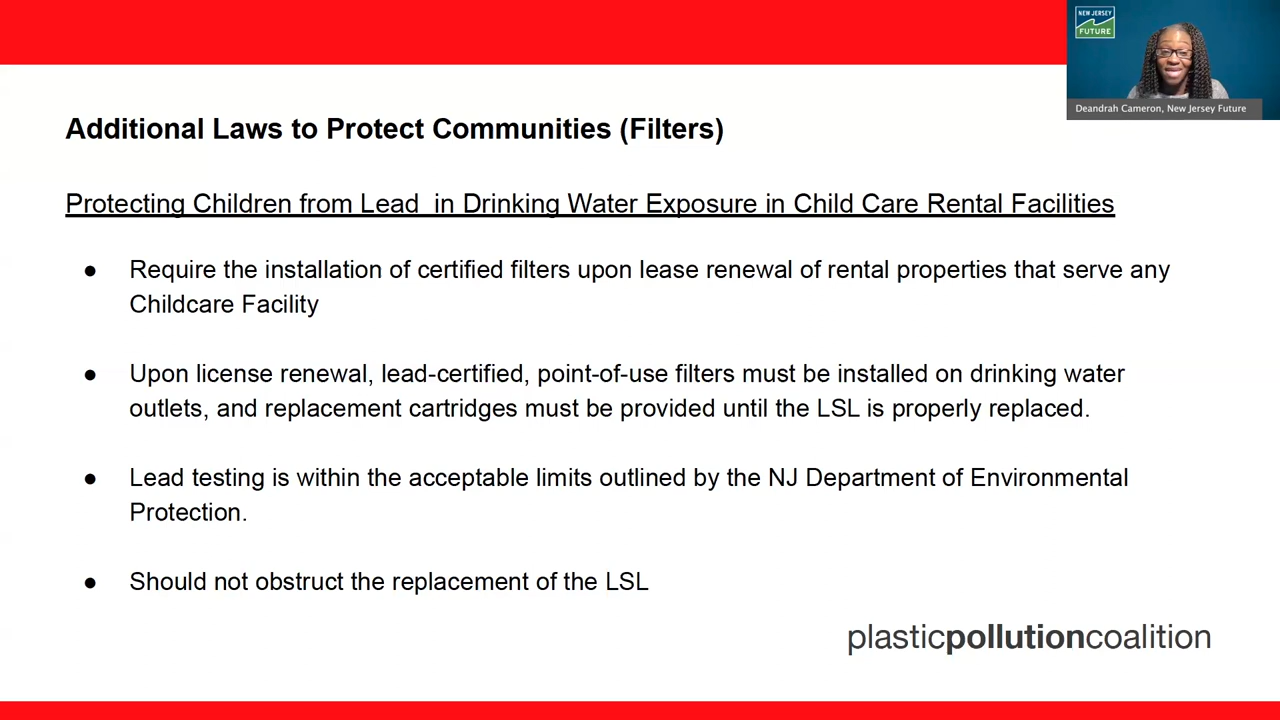 NEW JERSEY
FUTURE
Deandrah Cameron, New Jersey Future
Additional Laws to Protect Communities (Filters)
Protecting Children from Lead  in Drinking Water Exposure in Child Care Rental Facilities
● Require the installation of certified filters upon lease renewal of rental properties that serve any
Childcare Facility
● Upon license renewal, lead-certified, point-of-use filters must be installed on drinking water
outlets, and replacement cartridges must be provided until the LSL is properly replaced.
● Lead testing is within the acceptable limits outlined by the NJ Department of Environmental
Protection.
● Should not obstruct the replacement of the LSL
plasticpollutioncoalition